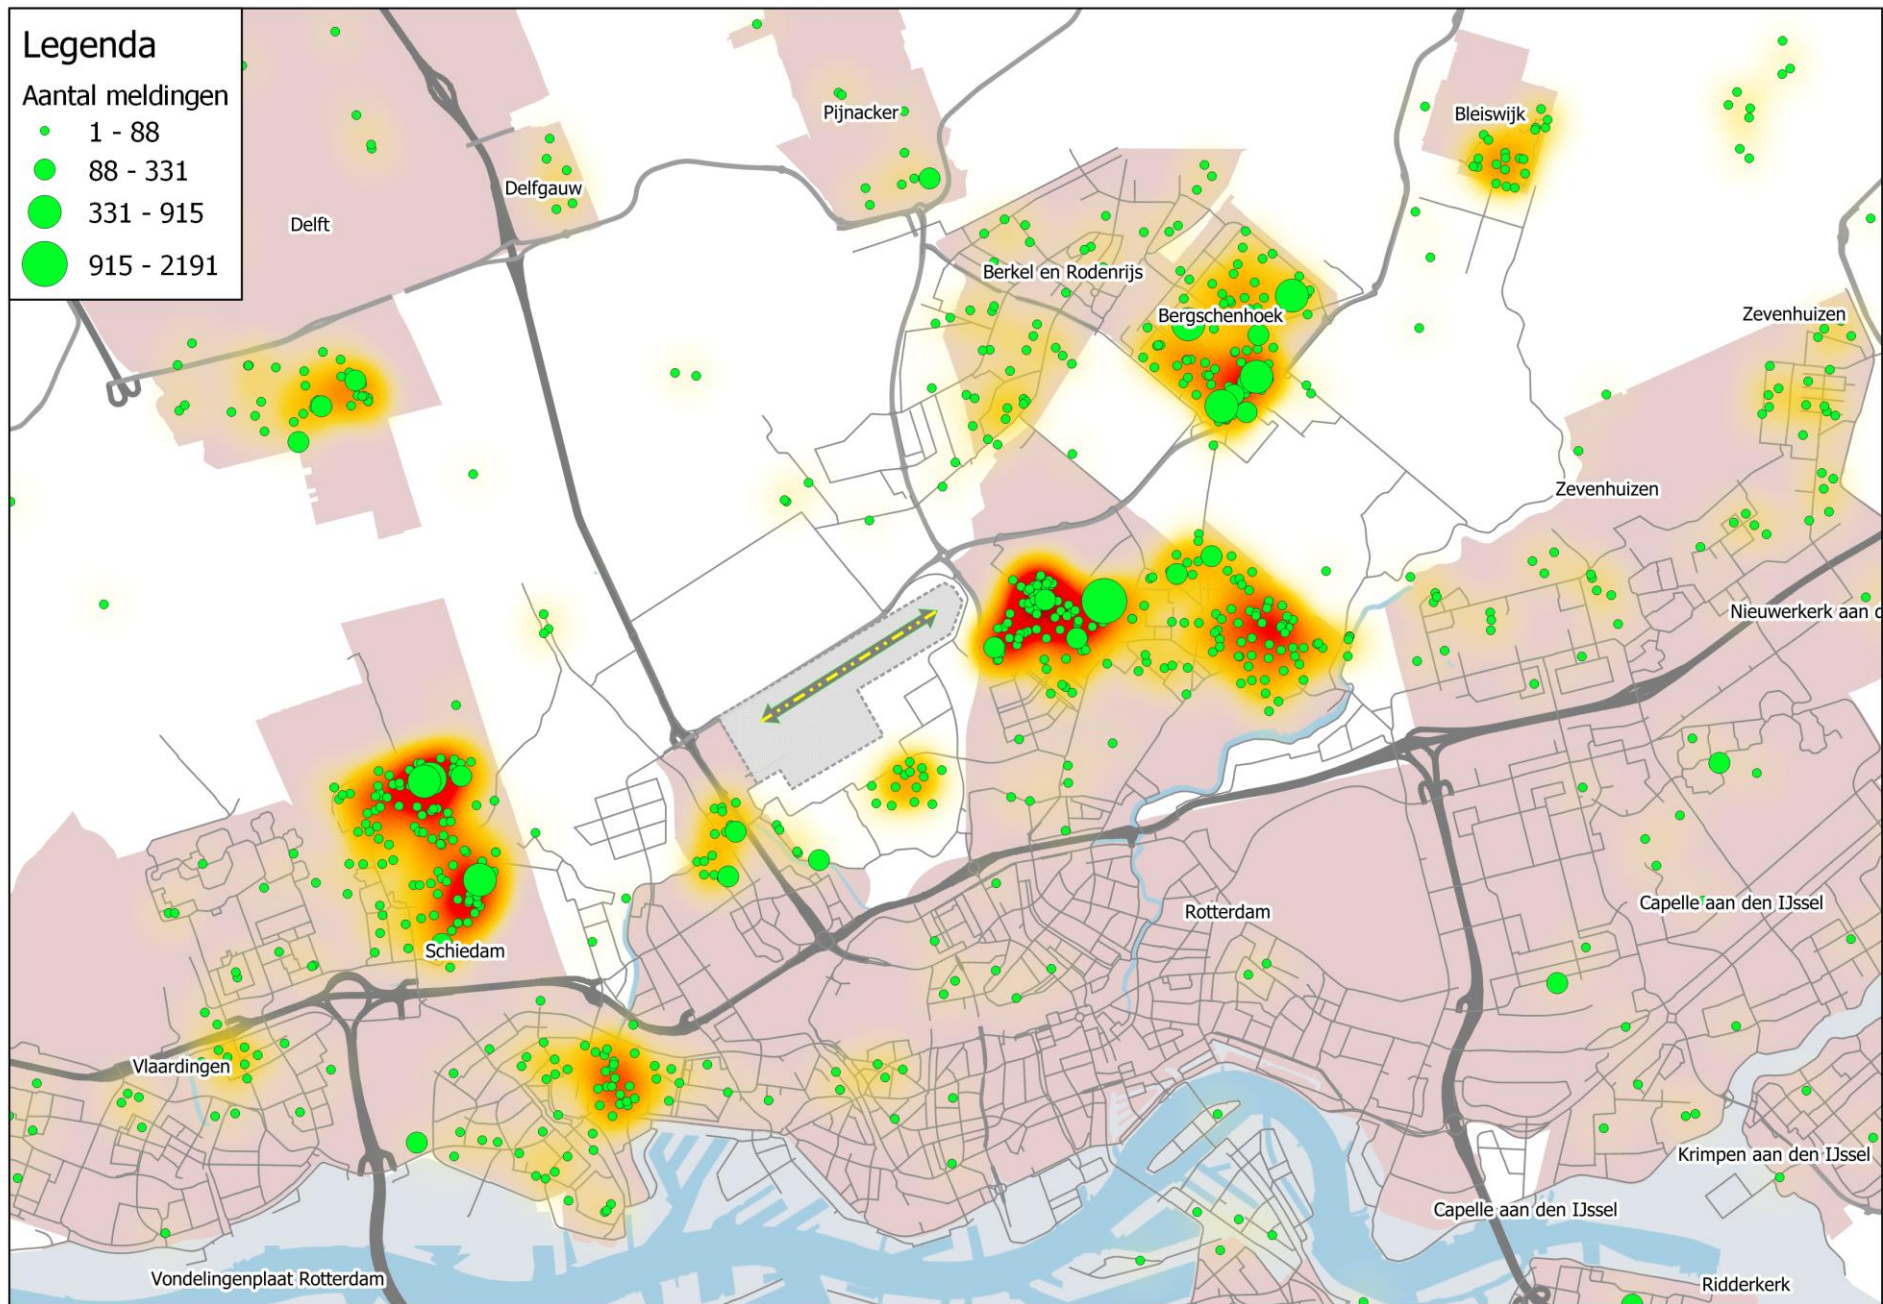 Legenda
Aantal meldingen
1 - 88
88 - 331
331 - 915
915 - 2191
Pijnacker
Bleiswijk
Delfgauw
Delft
Berkel en Rodenrijs
Bergschenhoek
Zevenhuizen
Zevenhuizen
Nieuwerkerk aan d
Capelle aan den IJssel
Rotterdam
Schiedam
Vlaardingen
Krimpen aan den IJssel
Capelle aan den IJssel
Vondelingenplaat Rotterdam
Ridderkerk